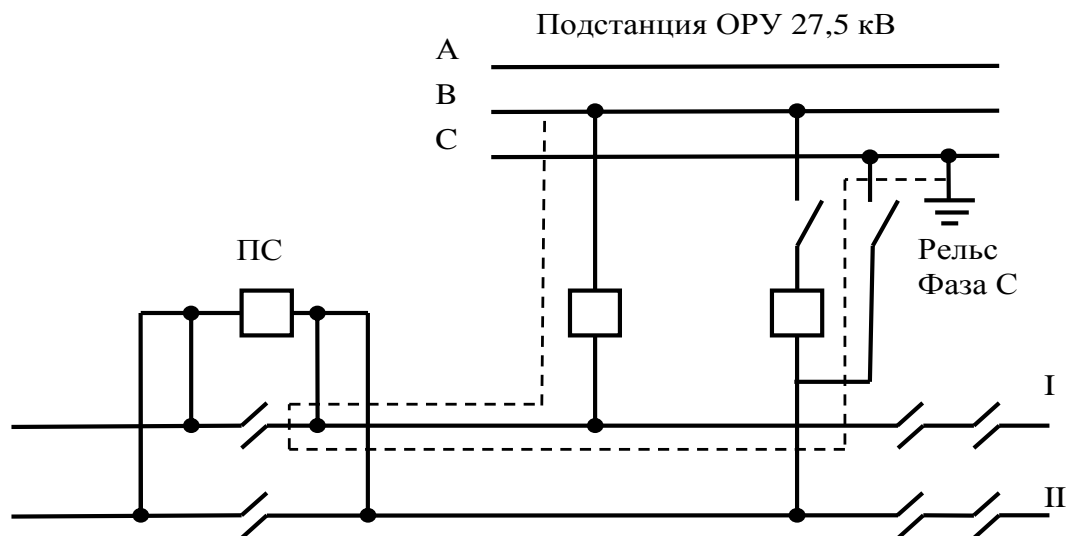 Подстанция ОРУ 27,5 кВ
А
В
С
ПС
Рельс
Фаза С
I
II